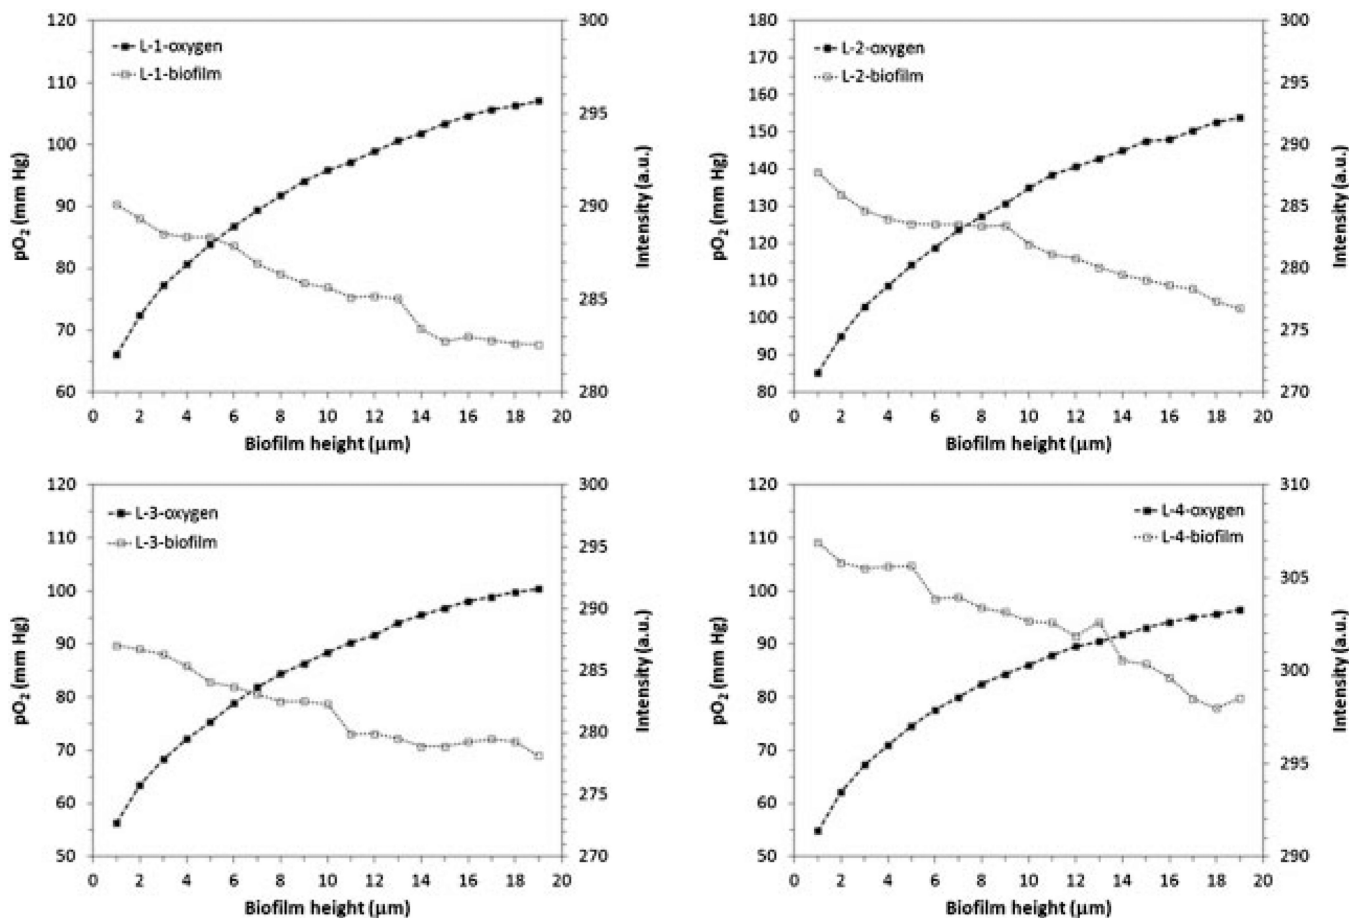 120
110
100
90
80
70
60
pO2 (mm Hg)
L-1-oxygen
L-1-biofilm
300
295
290
285
280
Intensity (a.u.)
0 2 4 6 8 10 12 14 16 18 20
Biofilm height (μm)
180
170
160
150
140
130
120
110
100
90
80
pO2 (mm Hg)
L-2-oxygen
L-2-biofilm
300
295
290
285
280
275
270
Intensity (a.u.)
0 2 4 6 8 10 12 14 16 18 20
Biofilm height (μm)
120
110
100
90
80
70
60
50
pO2 (mm Hg)
L-3-oxygen
L-3-biofilm
300
295
290
285
280
275
270
Intensity (a.u.)
0 2 4 6 8 10 12 14 16 18 20
Biofilm height (μm)
120
110
100
90
80
70
60
50
pO2 (mm Hg)
L-4-oxygen
L-4-biofilm
310
305
300
295
290
Intensity (a.u.)
0 2 4 6 8 10 12 14 16 18 20
Biofilm height (μm)